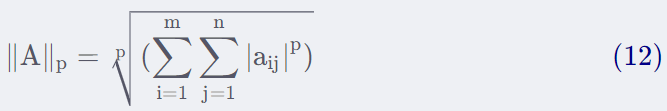 ‖A‖ₚ = ᵖ√(∑ᵢ₌₁ᵐ ∑ⱼ₌₁ⁿ |aᵢⱼ|ᵖ) (12)